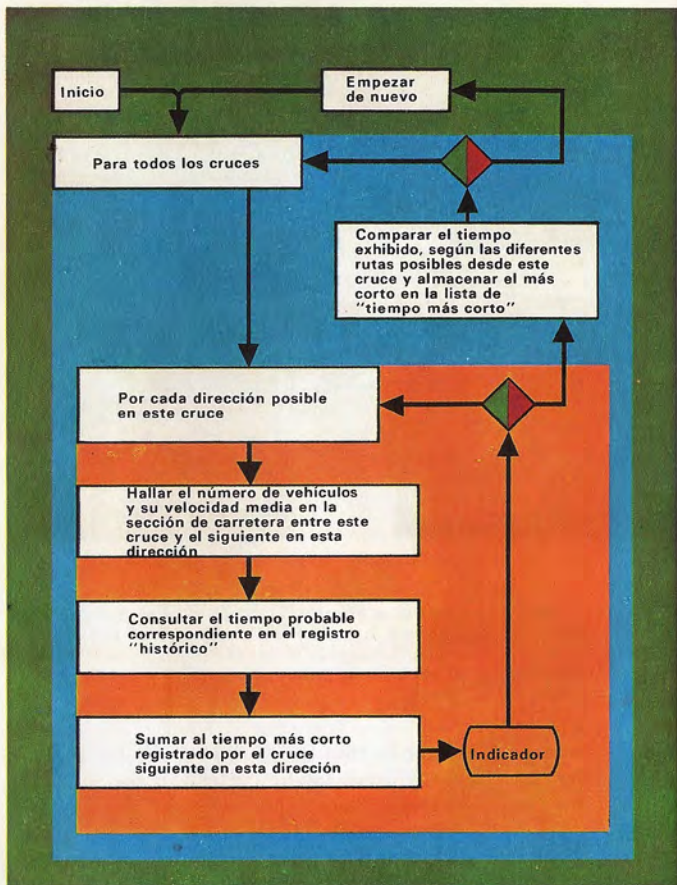 Inicio
Empezar
de nuevo
Para todos los cruces
Comparar el tiempo
exhibido, según las diferentes
rutas posibles desde este
cruce y almacenar el más
corto en la lista de
"tiempo más corto"
Por cada dirección posible
en este cruce
Hallar el número de vehículos
y su velocidad media en la
sección de carretera entre este
cruce y el siguiente en esta
dirección
Consultar el tiempo probable
correspondiente en el registro
"histórico"
Sumar al tiempo más corto
registrado por el cruce
siguiente en esta dirección
Indicador